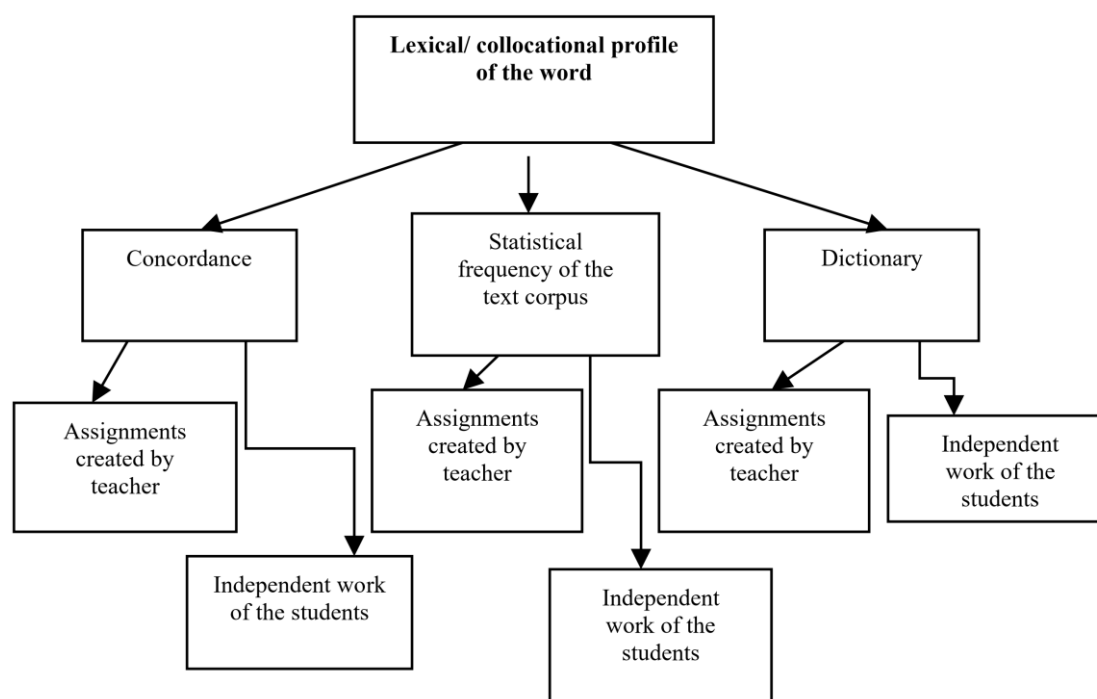 Lexical/ collocational profile
of the word
Concordance
Statistical
frequency of the
text corpus
Dictionary
Assignments
created by
teacher
Assignments
created by
teacher
Assignments
created by
teacher
Independent
work of the
students
Independent work
of the students
Independent
work of the
students